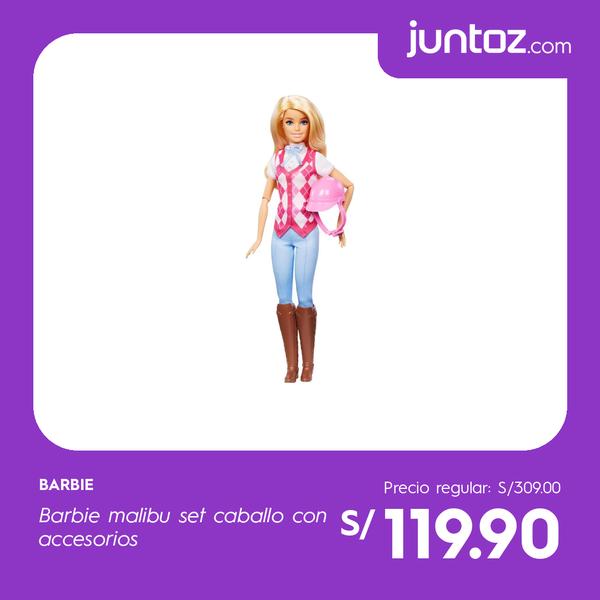 juntoz.com
BARBIE
Barbie malibu set caballo con
accesorios
Precio regular: S/309.00
S/119.90